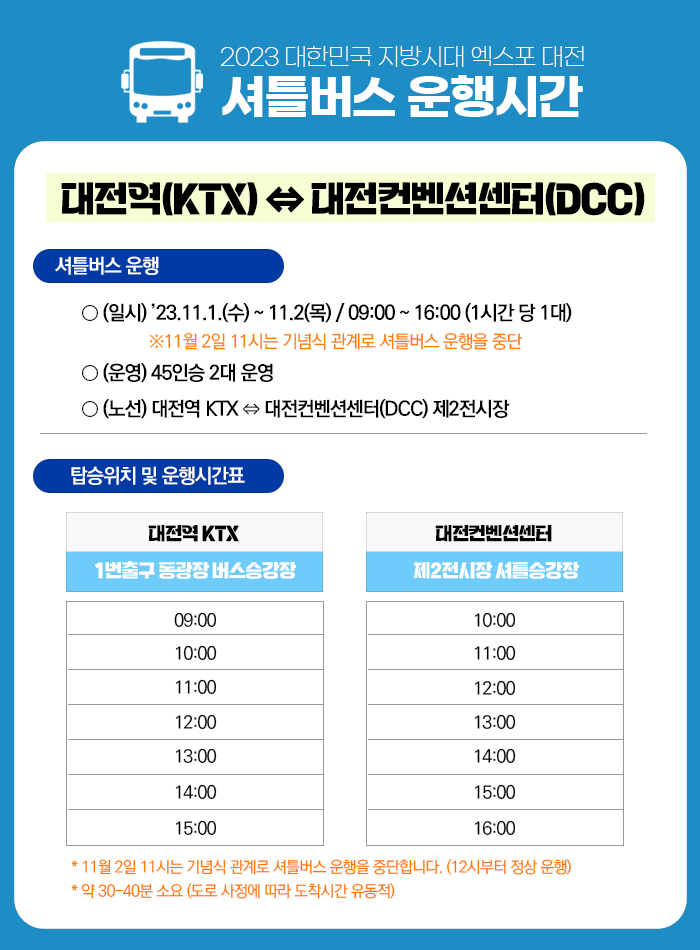 2023 대한민국 지방시대 엑스포 대전
셔틀버스 운행시간
대전역(KTX) ⇔ 대전컨벤션센터(DCC)
셔틀버스 운행
○ (일시) ’23.11.1.(수) ~ 11.2(목) / 09:00 ~ 16:00 (1시간 당 1대)
※11월 2일 11시는 기념식 관계로 셔틀버스 운행을 중단
○ (운영) 45인승 2대 운영
○ (노선) 대전역 KTX ⇔ 대전컨벤션센터(DCC) 제2전시장
탑승위치 및 운행시간표
대전역 KTX
1번출구 동광장 버스승강장
09:00
10:00
11:00
12:00
13:00
14:00
15:00
대전컨벤션센터
제2전시장 셔틀승강장
10:00
11:00
12:00
13:00
14:00
15:00
16:00
* 11월 2일 11시는 기념식 관계로 셔틀버스 운행을 중단합니다. (12시부터 정상 운행)
* 약 30-40분 소요 (도로 사정에 따라 도착시간 유동적)